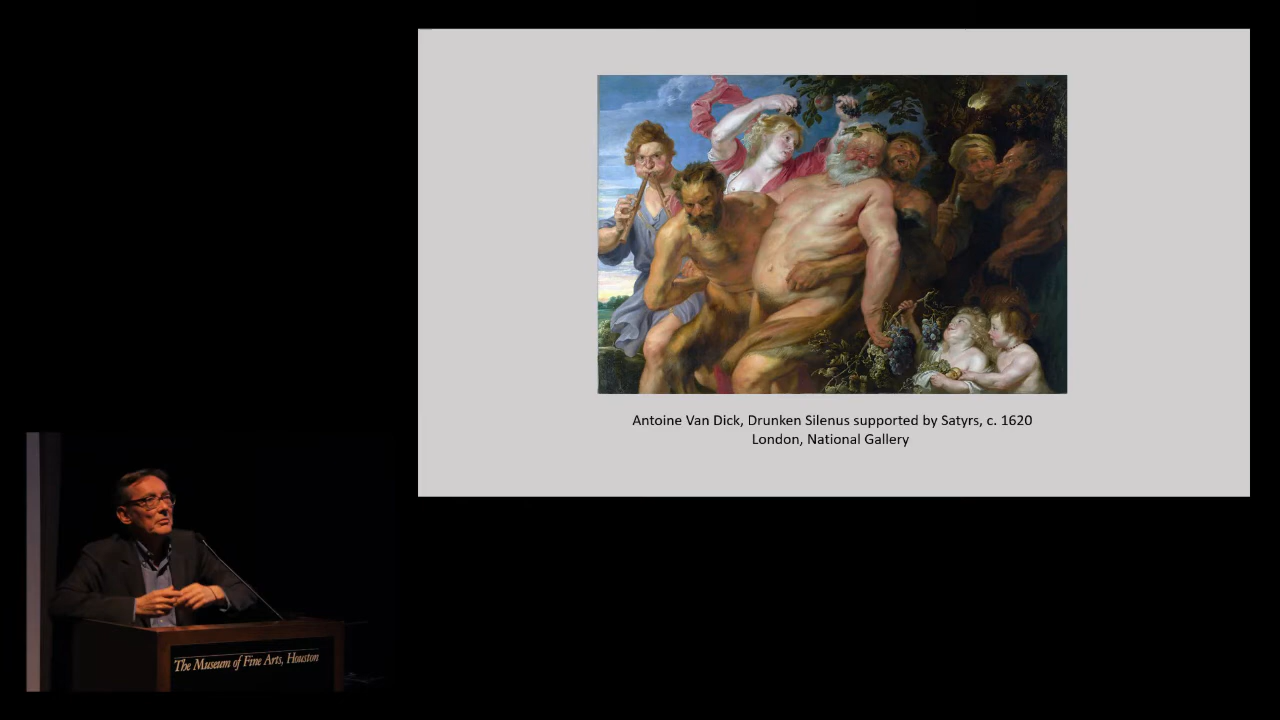 Antoine Van Dick, Drunken Silenus supported by Satyrs, c. 1620
London, National Gallery
The Museum of Fine Arts, Houston